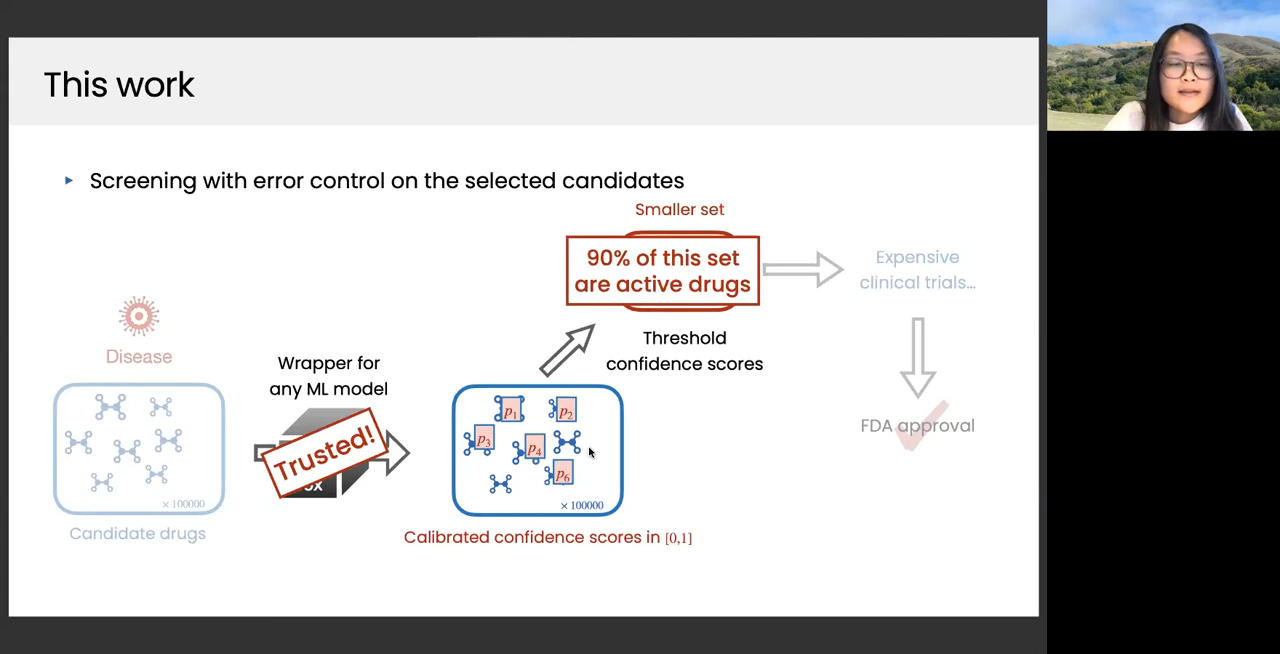 This work
Screening with error control on the selected candidates
Smaller set
90% of this set
are active drugs
Expensive
clinical trials...
Threshold
confidence scores
Disease
Wrapper for
any ML model
Trusted!
p1
p2
p3
p4
p6
× 100000
× 100000
FDA approval
Candidate drugs
Calibrated confidence scores in [0,1]